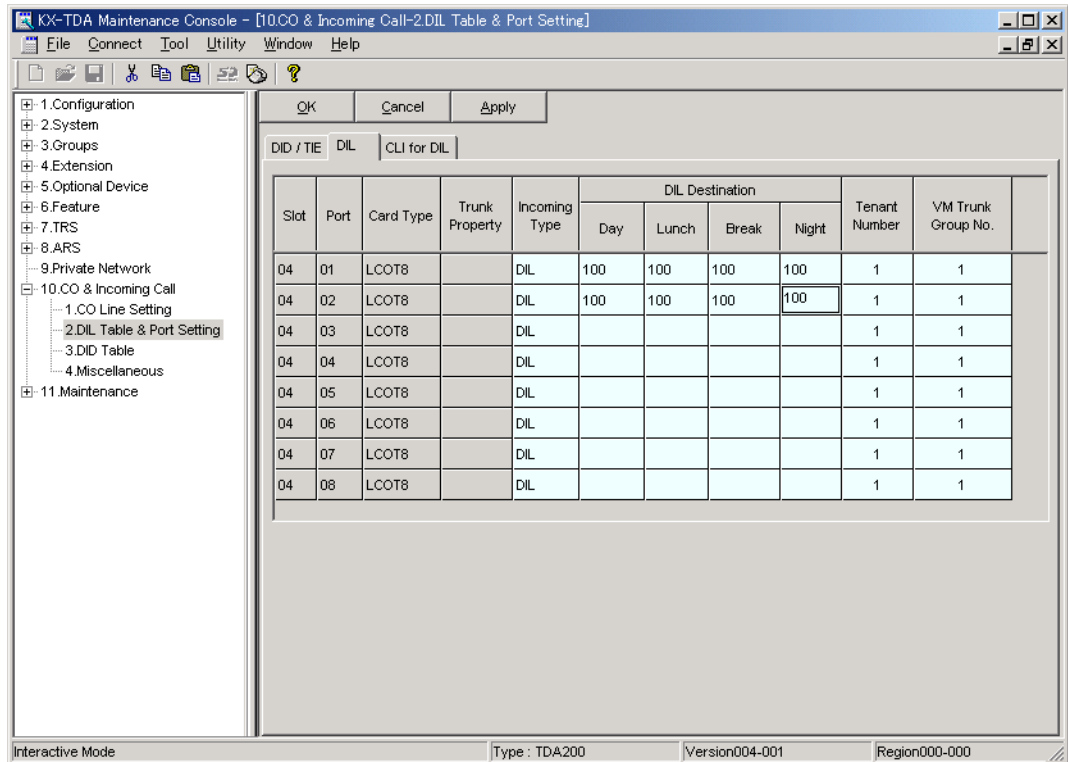 KX-TDA Maintenance Console - [10.CO & Incoming Call-2.DIL Table & Port Setting]
File Connect Tool Utility Window Help
1.Configuration
2.System
3.Groups
4.Extension
5.Optional Device
6.Feature
7.TRS
8.ARS
9.Private Network
10.CO & Incoming Call
1.CO Line Setting
2.DIL Table & Port Setting
3.DID Table
4.Miscellaneous
11.Maintenance
OK Cancel Apply
DID / TIE DIL CLI for DIL
Slot Port Card Type Trunk Property Incoming Type DIL Destination Tenant Number VM Trunk Group No.
Day Lunch Break Night
04 01 LCOT8 DIL 100 100 100 100 1 1
04 02 LCOT8 DIL 100 100 100 100 1 1
04 03 LCOT8 DIL 1 1
04 04 LCOT8 DIL 1 1
04 05 LCOT8 DIL 1 1
04 06 LCOT8 DIL 1 1
04 07 LCOT8 DIL 1 1
04 08 LCOT8 DIL 1 1
Interactive Mode Type : TDA200 Version004-001 Region000-000